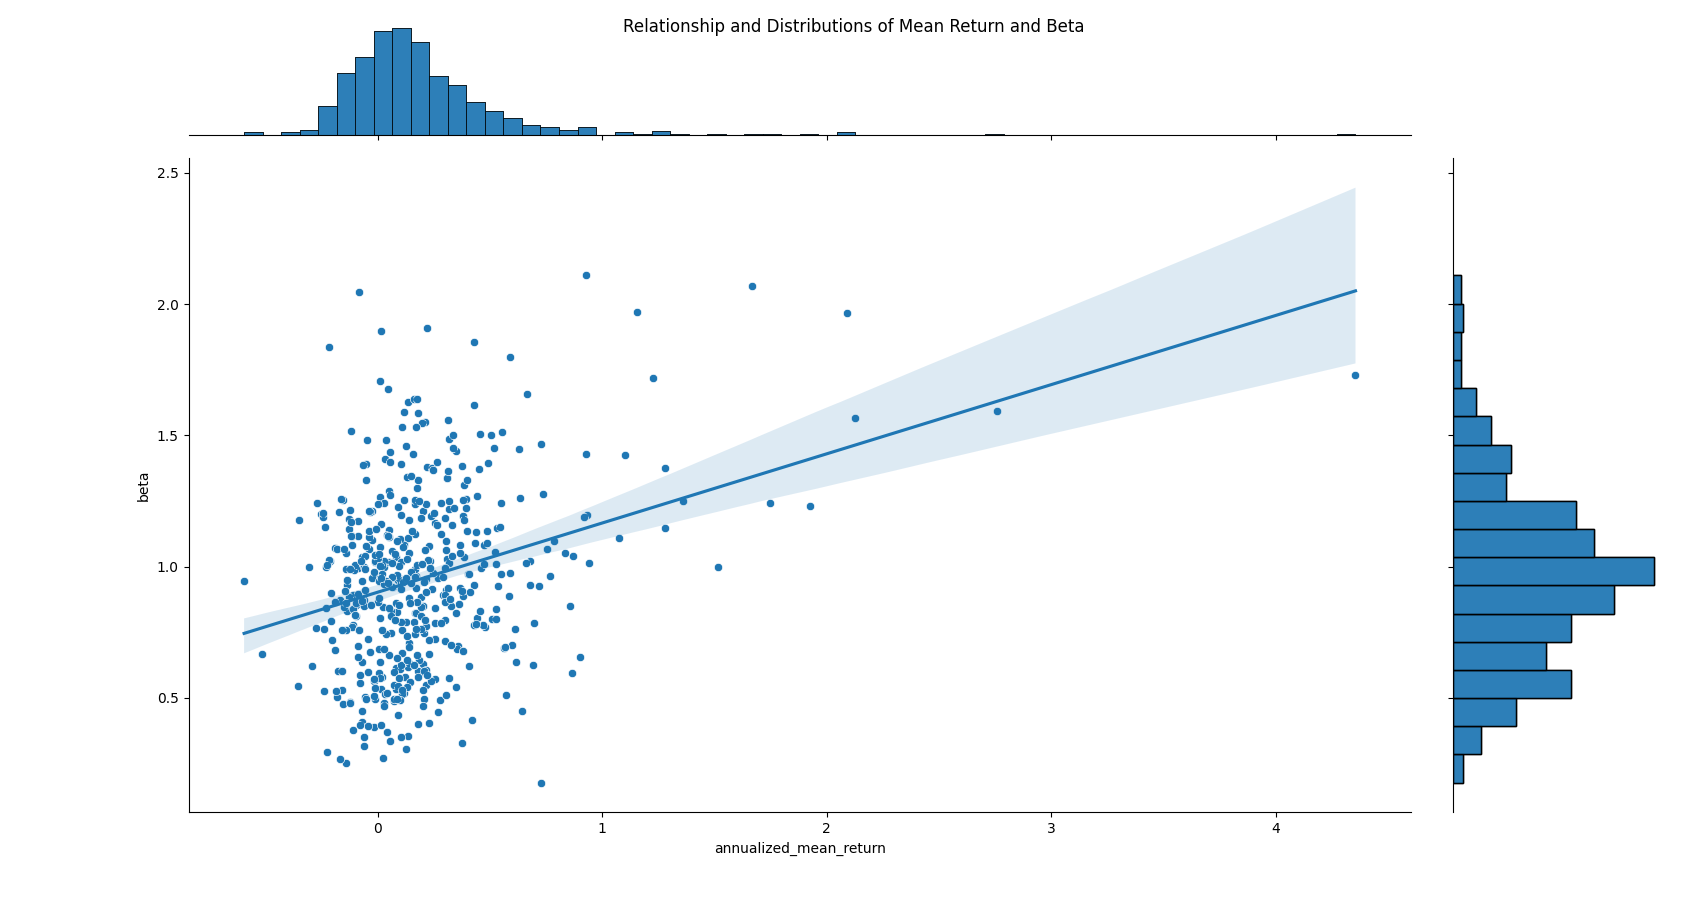 Relationship and Distributions of Mean Return and Beta
2.5
2.0
1.5
1.0
0.5
beta
0 1 2 3 4
annualized_mean_return